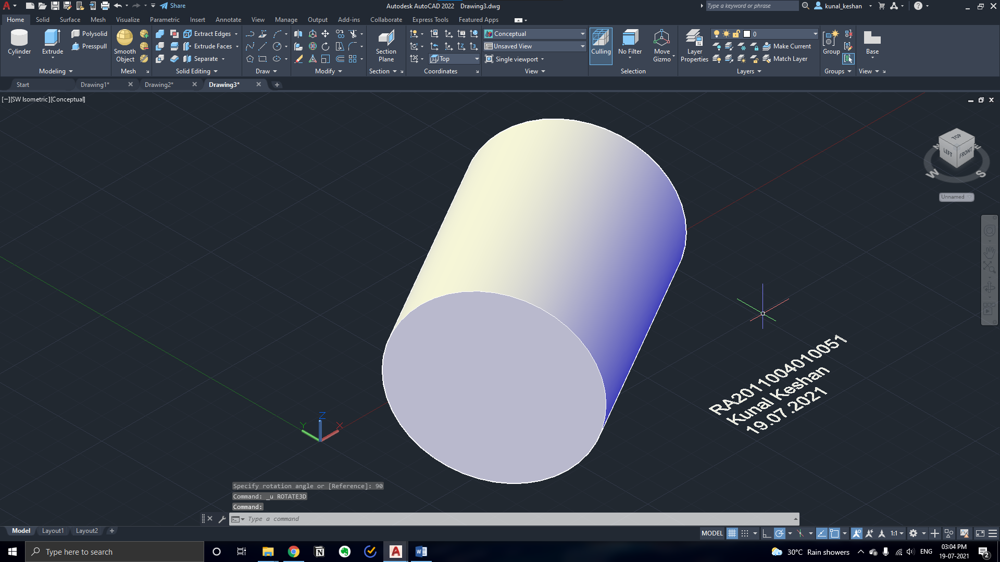 Autodesk AutoCAD 2022 Drawing3.dwg
Share
Type a keyword or phrase
kunal_keshan
Home Solid Surface Mesh Visualize Parametric Insert Annotate View Manage Output Add-ins Collaborate Express Tools Featured Apps
Cylinder
Extrude
Polysolid
Presspull
Modeling
Smooth Object
Mesh
Extract Edges
Extrude Faces
Separate
Solid Editing
Draw
Modify
Section Plane
Section
Top
Coordinates
Conceptual
Unsaved View
Single viewport
View
Culling
No Filter
Move Gizmo
Selection
Layer Properties
0
Make Current
Match Layer
Layers
Group
Groups
Base
View
Start Drawing1* Drawing2* Drawing3*
[−][SW Isometric][Conceptual]
TOP
LEFT FRONT
N E
W S
Unnamed
RA2011004010051
Kunal Keshan
19.07.2021
Z
Y X
Specify rotation angle or [Reference]: 90
Command: _u ROTATE3D
Command:
Type a command
Model Layout1 Layout2
MODEL
1:1
Type here to search
30°C Rain showers
ENG
03:04 PM
19-07-2021
2